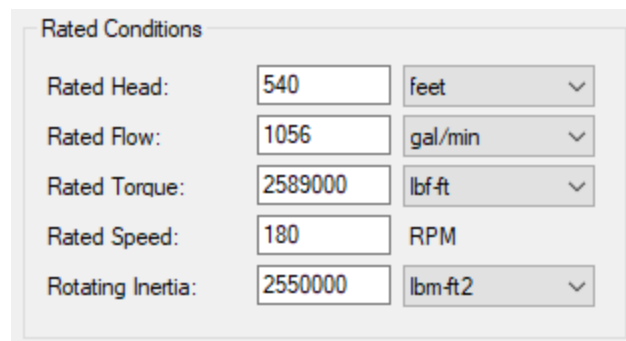 Rated Conditions
Rated Head: 540 feet
Rated Flow: 1056 gal/min
Rated Torque: 2589000 lbf-ft
Rated Speed: 180 RPM
Rotating Inertia: 2550000 lbm-ft2